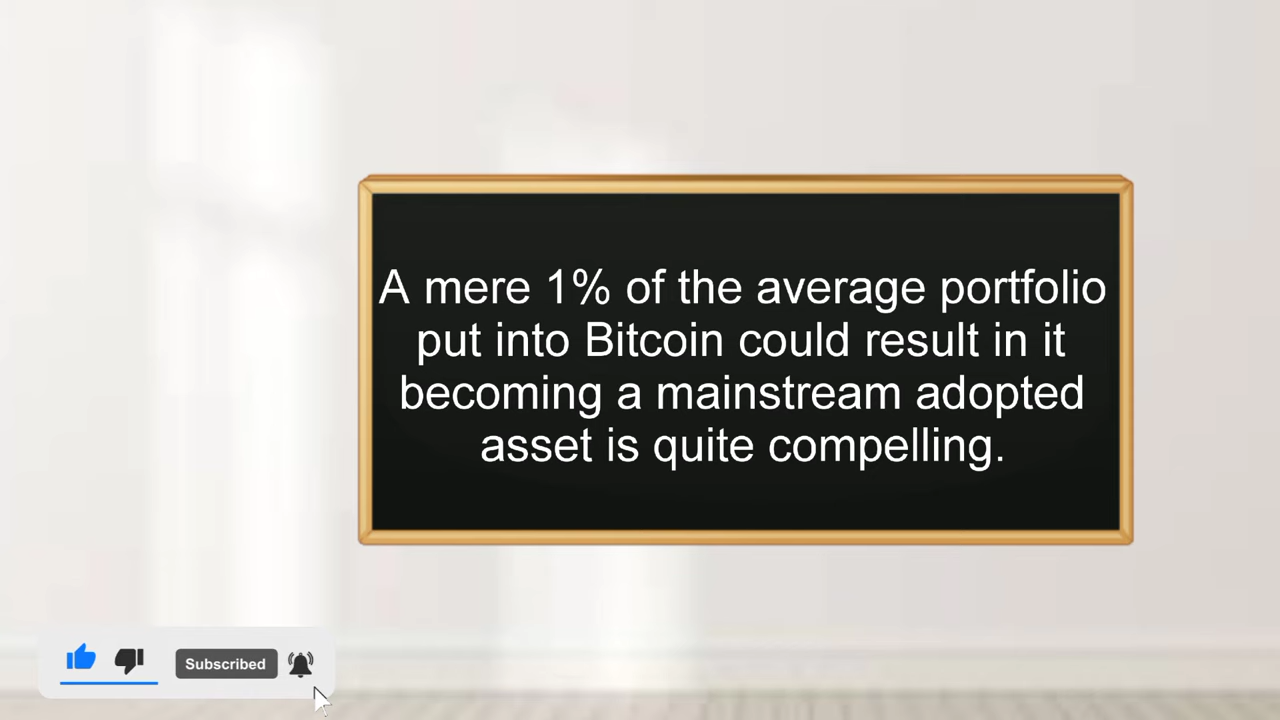 A mere 1% of the average portfolio
put into Bitcoin could result in it
becoming a mainstream adopted
asset is quite compelling.
Subscribed